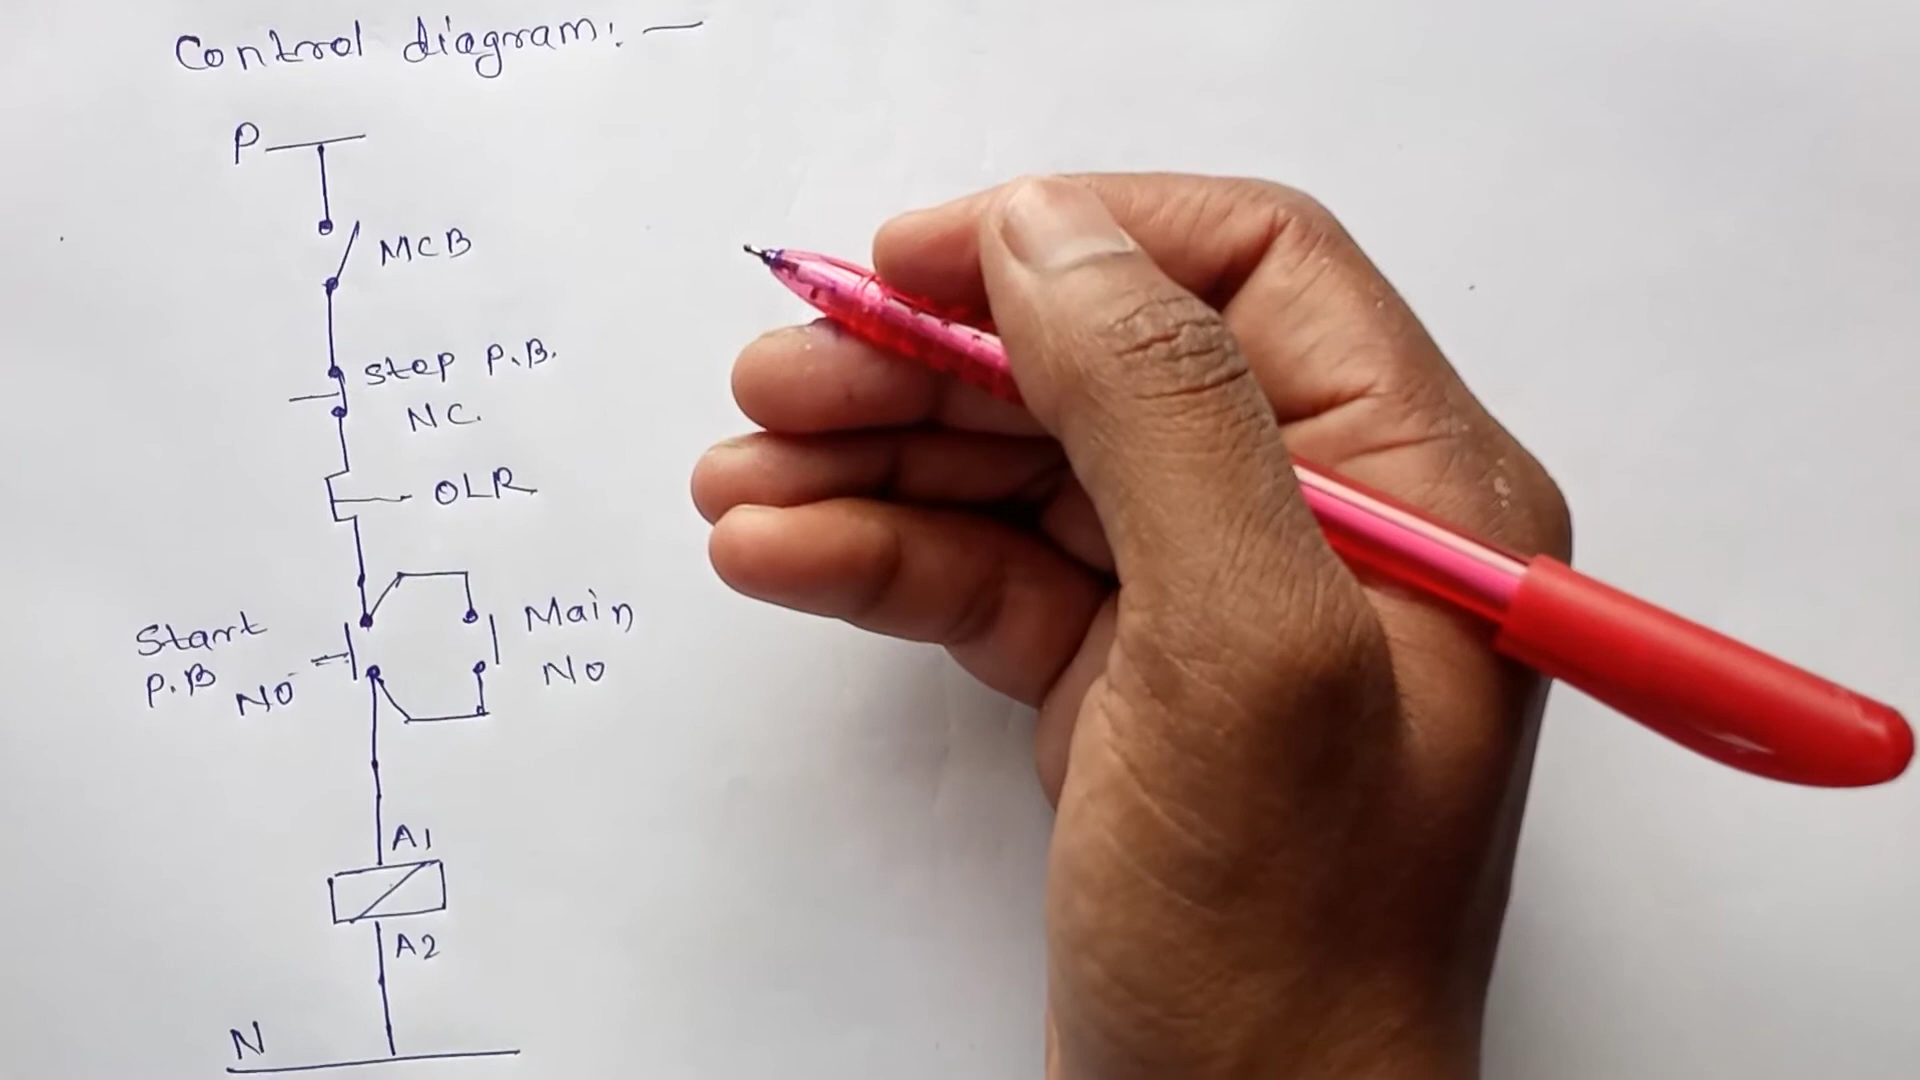 Control diagram: —
P
MCB
Stop P.B.
NC.
OLR
Start
P.B
NO
Main
NO
A1
A2
N